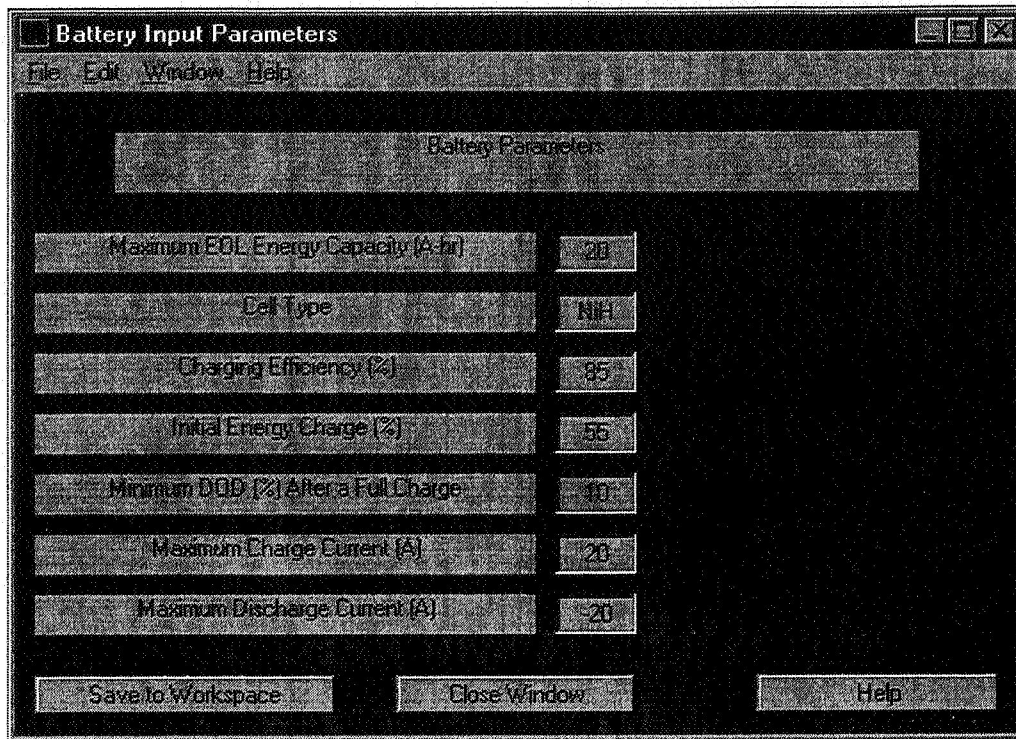 Battery Input Parameters
File Edit Window Help
Battery Parameters
Maximum EOL Energy Capacity (A-hr) 20
Cell Type NiH
Charging Efficiency (%) 85
Initial Energy Charge (%) 55
Minimum DOD (%) After a Full Charge 10
Maximum Charge Current (A) 20
Maximum Discharge Current (A) -20
Save to Workspace Close Window Help